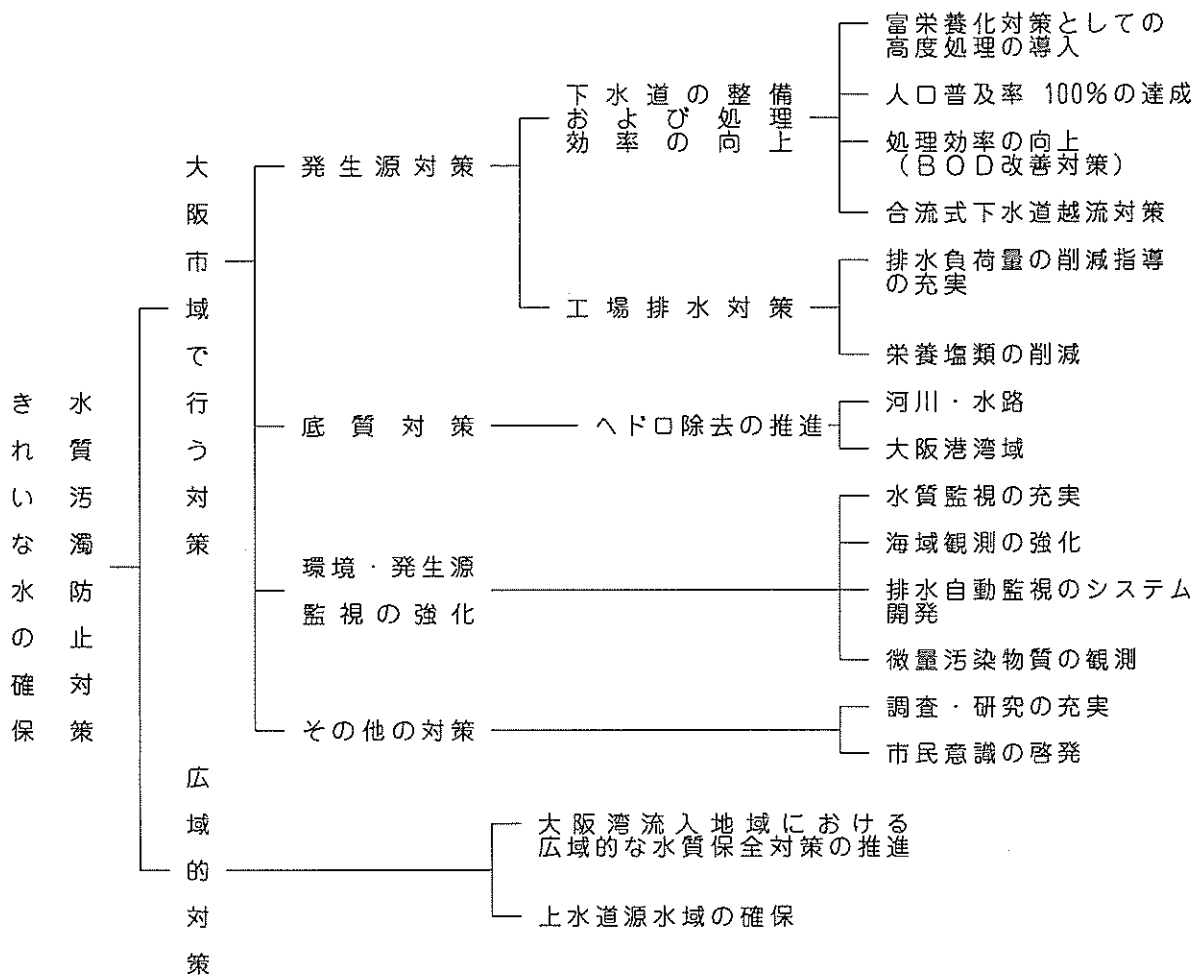 水質汚濁防止対策
きれいな水の確保
大阪市域で行う対策
発生源対策
下水道の整備
および処理
効率の向上
富栄養化対策としての
高度処理の導入
人口普及率 100%の達成
処理効率の向上
(BOD改善対策)
合流式下水道越流対策
工場排水対策
排水負荷量の削減指導
の充実
栄養塩類の削減
底質対策
ヘドロ除去の推進
河川・水路
大阪港湾域
環境・発生源
監視の強化
水質監視の充実
海域観測の強化
排水自動監視のシステム
開発
微量汚染物質の観測
その他の対策
調査・研究の充実
市民意識の啓発
広域的対策
大阪湾流入地域における
広域的な水質保全対策の推進
上水道源水域の確保